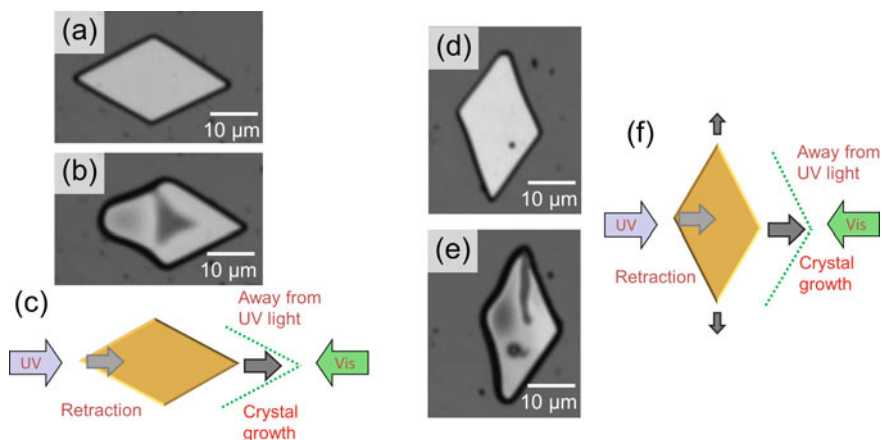 (a)
10 μm
(b)
10 μm
(c)
Away from
UV light
UV
Vis
Retraction
Crystal
growth
(d)
10 μm
(e)
10 μm
(f)
Away from
UV light
UV
Vis
Retraction
Crystal
growth